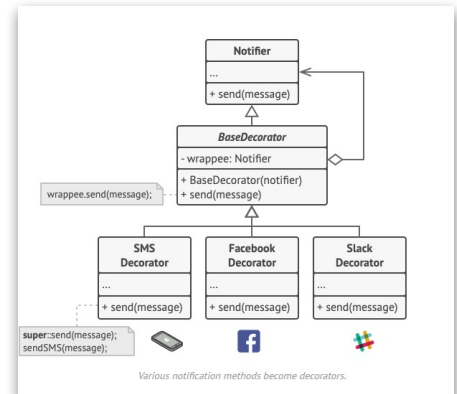 Notifier
...
+ send(message)
BaseDecorator
- wrappee: Notifier
+ BaseDecorator(notifier)
+ send(message)
wrappee.send(message);
SMS
Decorator
...
+ send(message)
Facebook
Decorator
...
+ send(message)
Slack
Decorator
...
+ send(message)
super::send(message);
sendSMS(message);
Various notification methods become decorators.